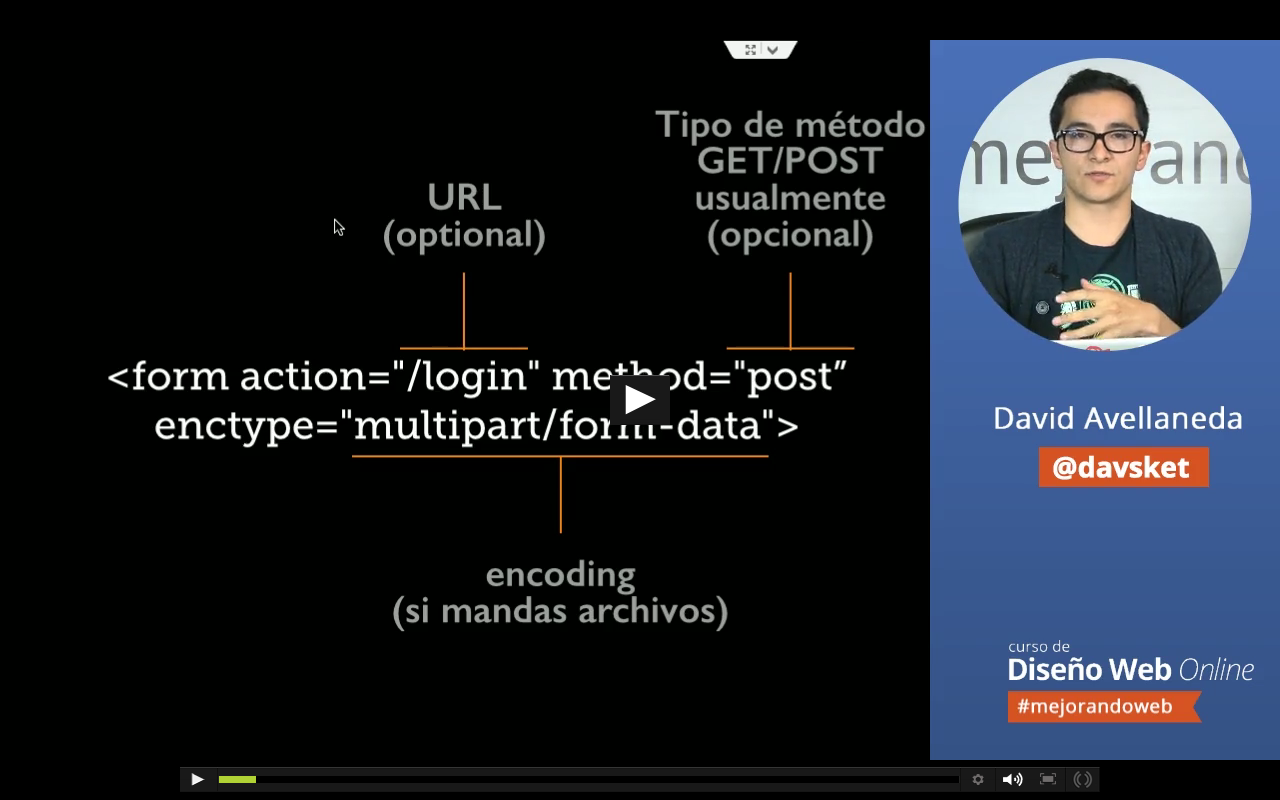 Tipo de método
GET/POST
usualmente
(opcional)
URL
(optional)
<form action="/login" method="post”
enctype="multipart/form-data">
encoding
(si mandas archivos)
mejorando
David Avellaneda
@davsket
curso de
Diseño Web Online
#mejorandoweb